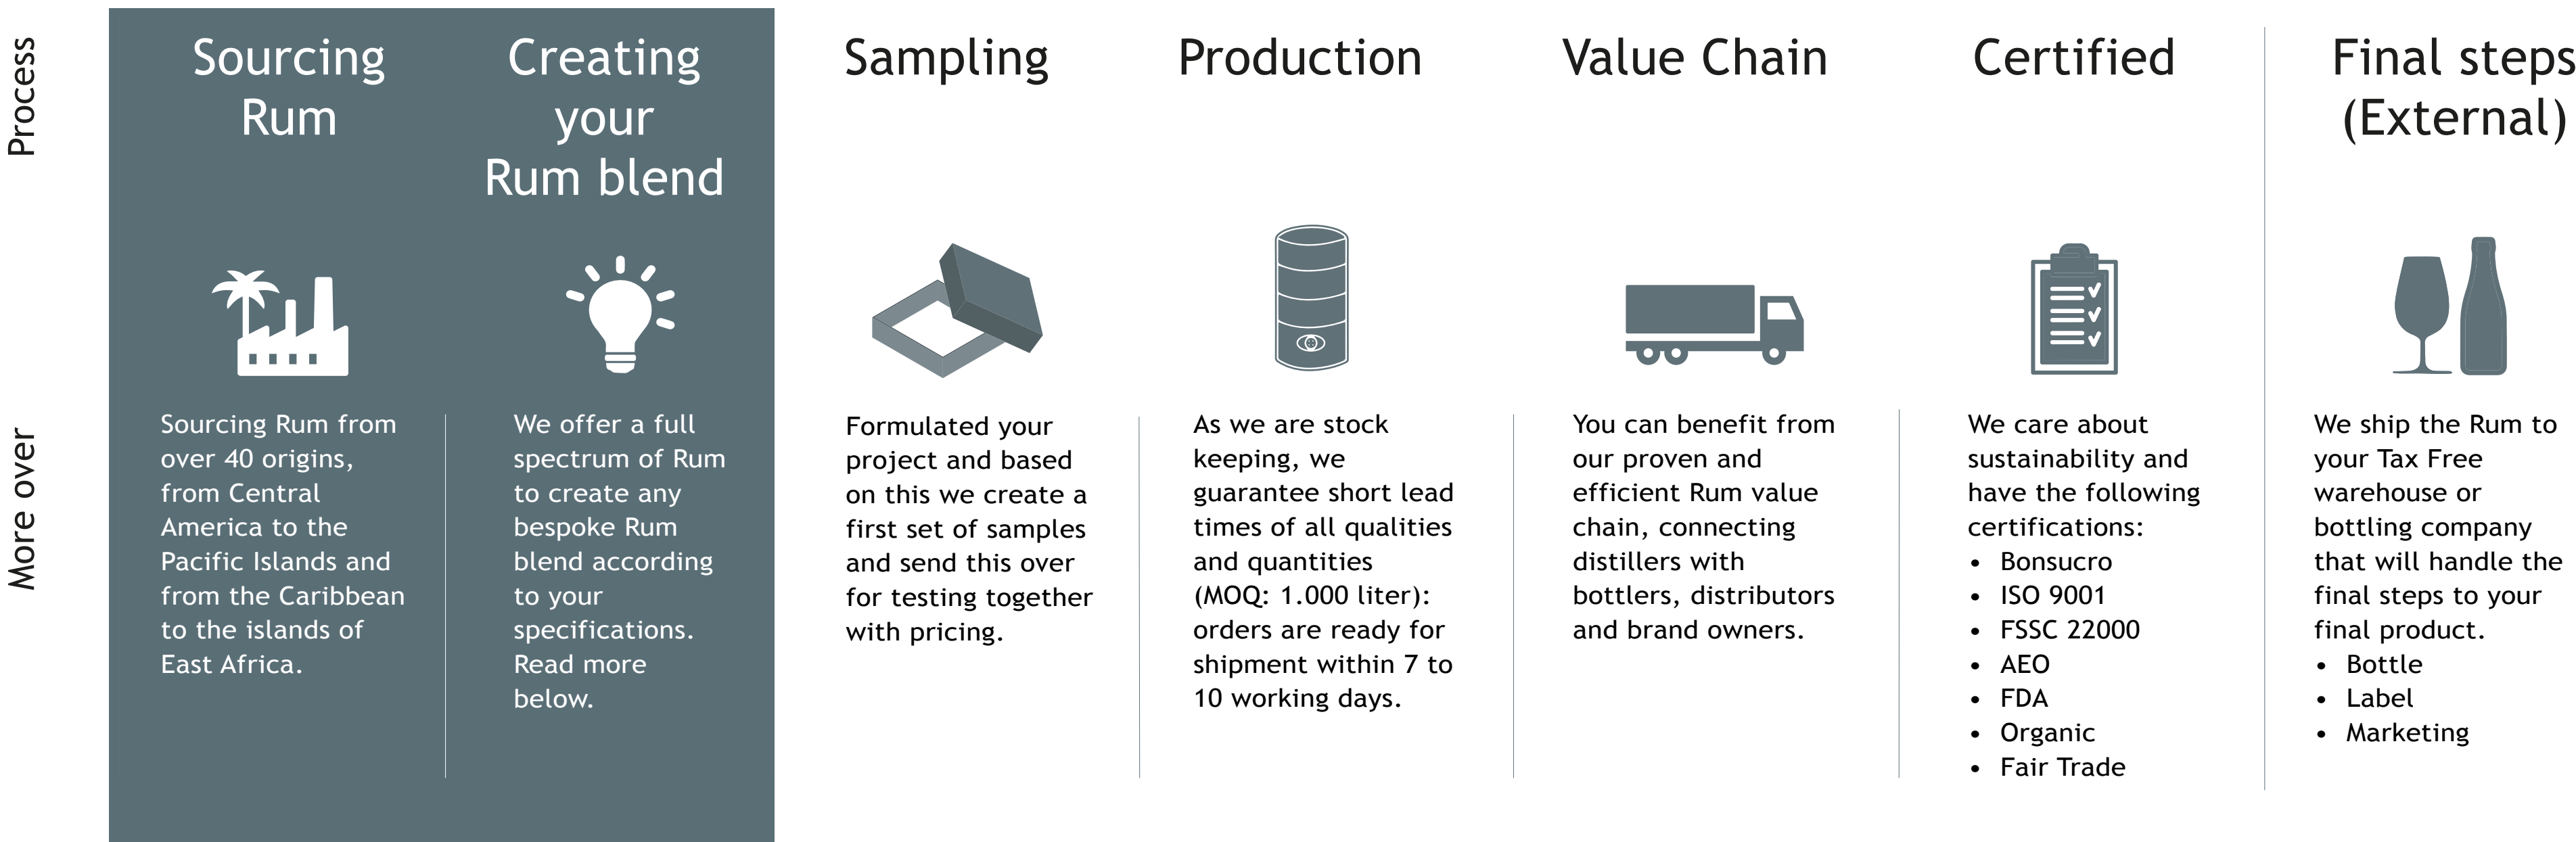 Process
Sourcing
Rum
Creating
your
Rum blend
Sampling
Production
Value Chain
Certified
Final steps
(External)
More over
Sourcing Rum from
over 40 origins,
from Central
America to the
Pacific Islands and
from the Caribbean
to the islands of
East Africa.
We offer a full
spectrum of Rum
to create any
bespoke Rum
blend according
to your
specifications.
Read more
below.
Formulated your
project and based
on this we create a
first set of samples
and send this over
for testing together
with pricing.
As we are stock
keeping, we
guarantee short lead
times of all qualities
and quantities
(MOQ: 1.000 liter):
orders are ready for
shipment within 7 to
10 working days.
You can benefit from
our proven and
efficient Rum value
chain, connecting
distillers with
bottlers, distributors
and brand owners.
We care about
sustainability and
have the following
certifications:
• Bonsucro
• ISO 9001
• FSSC 22000
• AEO
• FDA
• Organic
• Fair Trade
We ship the Rum to
your Tax Free
warehouse or
bottling company
that will handle the
final steps to your
final product.
• Bottle
• Label
• Marketing